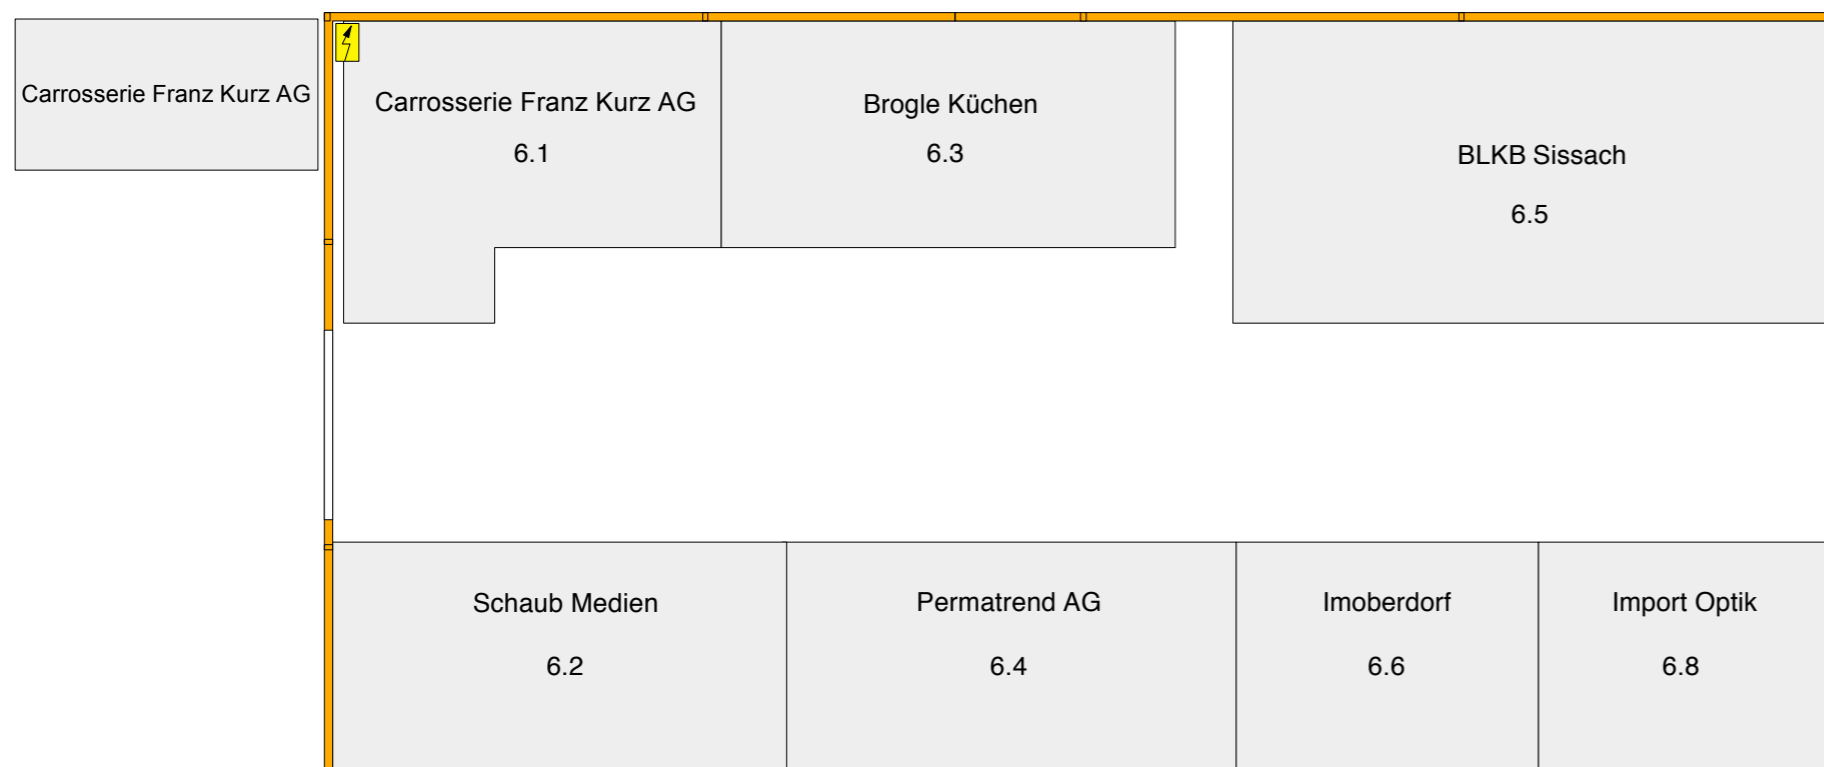 Carrosserie Franz Kurz AG
Carrosserie Franz Kurz AG
6.1
Brogle Küchen
6.3
BLKB Sissach
6.5
Schaub Medien
6.2
Permatrend AG
6.4
Imoberdorf
6.6
Import Optik
6.8